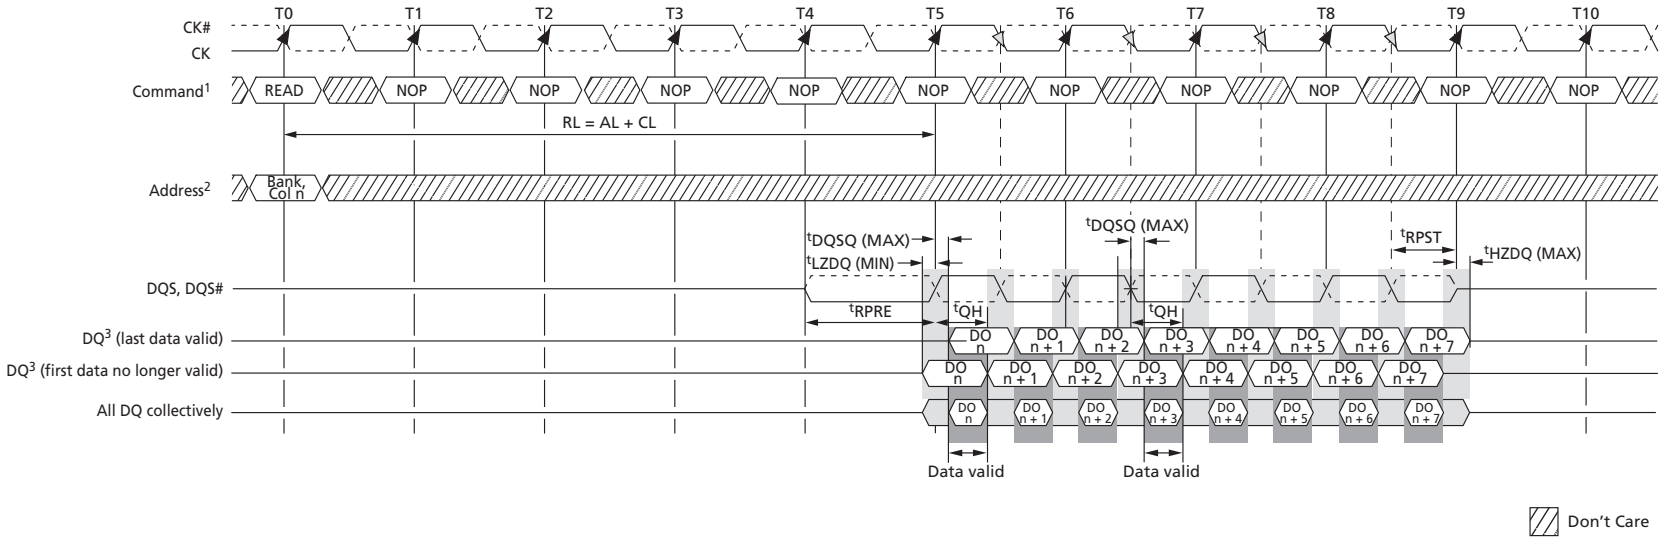 T0 T1 T2 T3 T4 T5 T6 T7 T8 T9 T10
CK#
CK
Command1 READ NOP NOP NOP NOP NOP NOP NOP NOP NOP NOP
RL = AL + CL
Address2 Bank,
Col n
tDQSQ (MAX) tDQSQ (MAX) tRPST
tLZDQ (MIN) tHZDQ (MAX)
DQS, DQS#
tRPRE tQH tQH
DQ3 (last data valid) DO DO DO DO DO DO DO DO
n n + 1 n + 2 n + 3 n + 4 n + 5 n + 6 n + 7
DQ3 (first data no longer valid) DO DO DO DO DO DO DO DO
n n + 1 n + 2 n + 3 n + 4 n + 5 n + 6 n + 7
All DQ collectively DO DO DO DO DO DO DO DO
n n + 1 n + 2 n + 3 n + 4 n + 5 n + 6 n + 7
Data valid Data valid
Don't Care